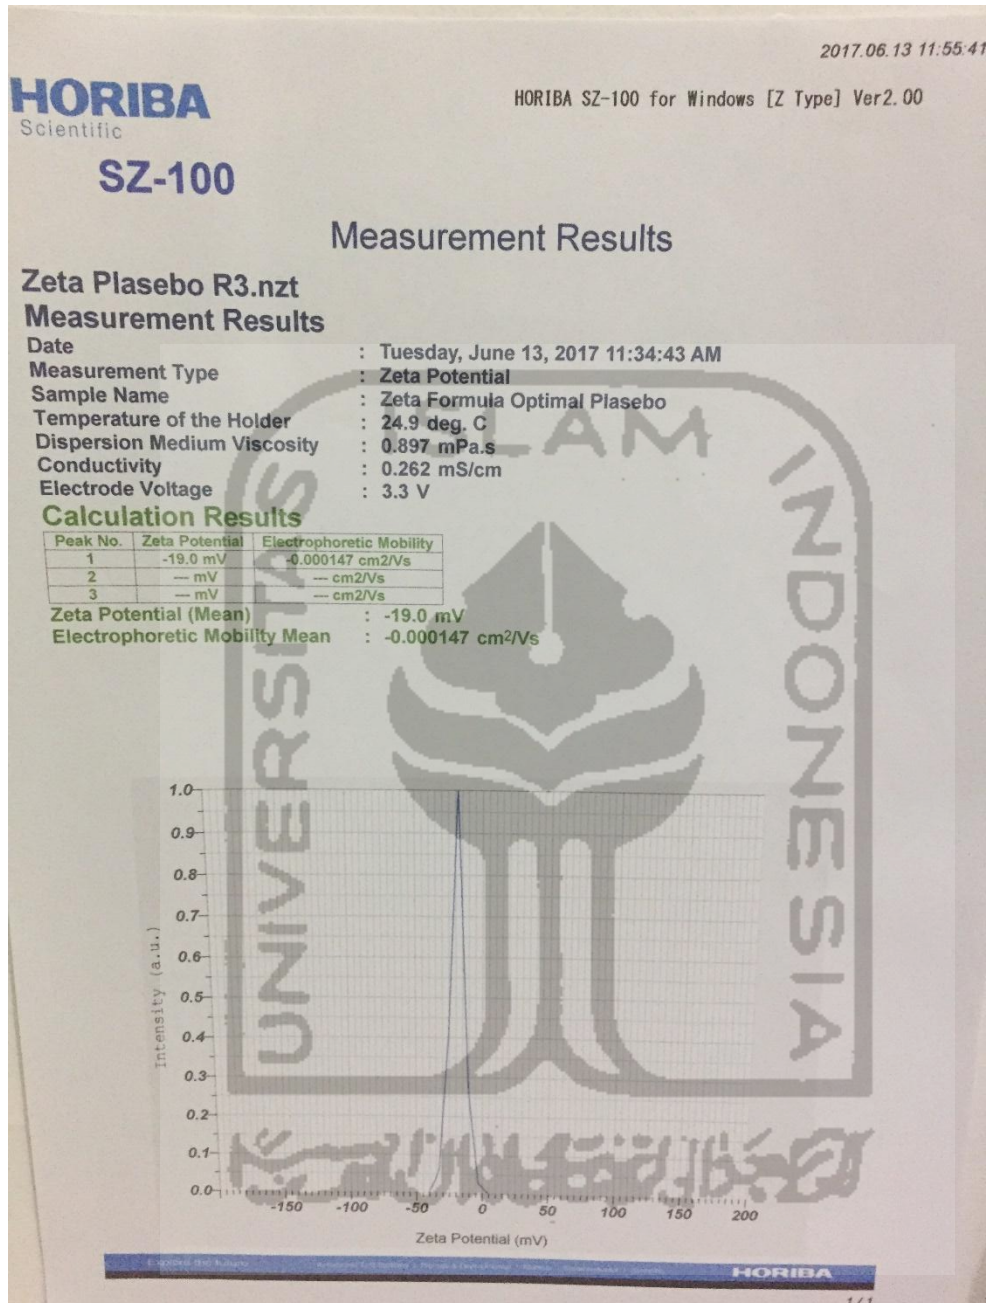 2017.06.13 11:55:41
HORIBA
Scientific
HORIBA SZ-100 for Windows [Z Type] Ver2.00
SZ-100
Measurement Results
Zeta Plasebo R3.nzt
Measurement Results
Date : Tuesday, June 13, 2017 11:34:43 AM
Measurement Type : Zeta Potential
Sample Name : Zeta Formula Optimal Plasebo
Temperature of the Holder : 24.9 deg. C
Dispersion Medium Viscosity : 0.897 mPa.s
Conductivity : 0.262 mS/cm
Electrode Voltage : 3.3 V
Calculation Results
Peak No. Zeta Potential Electrophoretic Mobility
1 -19.0 mV -0.000147 cm2/Vs
2 --- mV --- cm2/Vs
3 --- mV --- cm2/Vs
Zeta Potential (Mean) : -19.0 mV
Electrophoretic Mobility Mean : -0.000147 cm²/Vs
UNIVERSITAS
ISLAM
INDONESIA
1.0
0.9
0.8
0.7
0.6
0.5
0.4
0.3
0.2
0.1
0.0
Intensity (a.u.)
-150 -100 -50 0 50 100 150 200
Zeta Potential (mV)
Explore the future
HORIBA
1/1